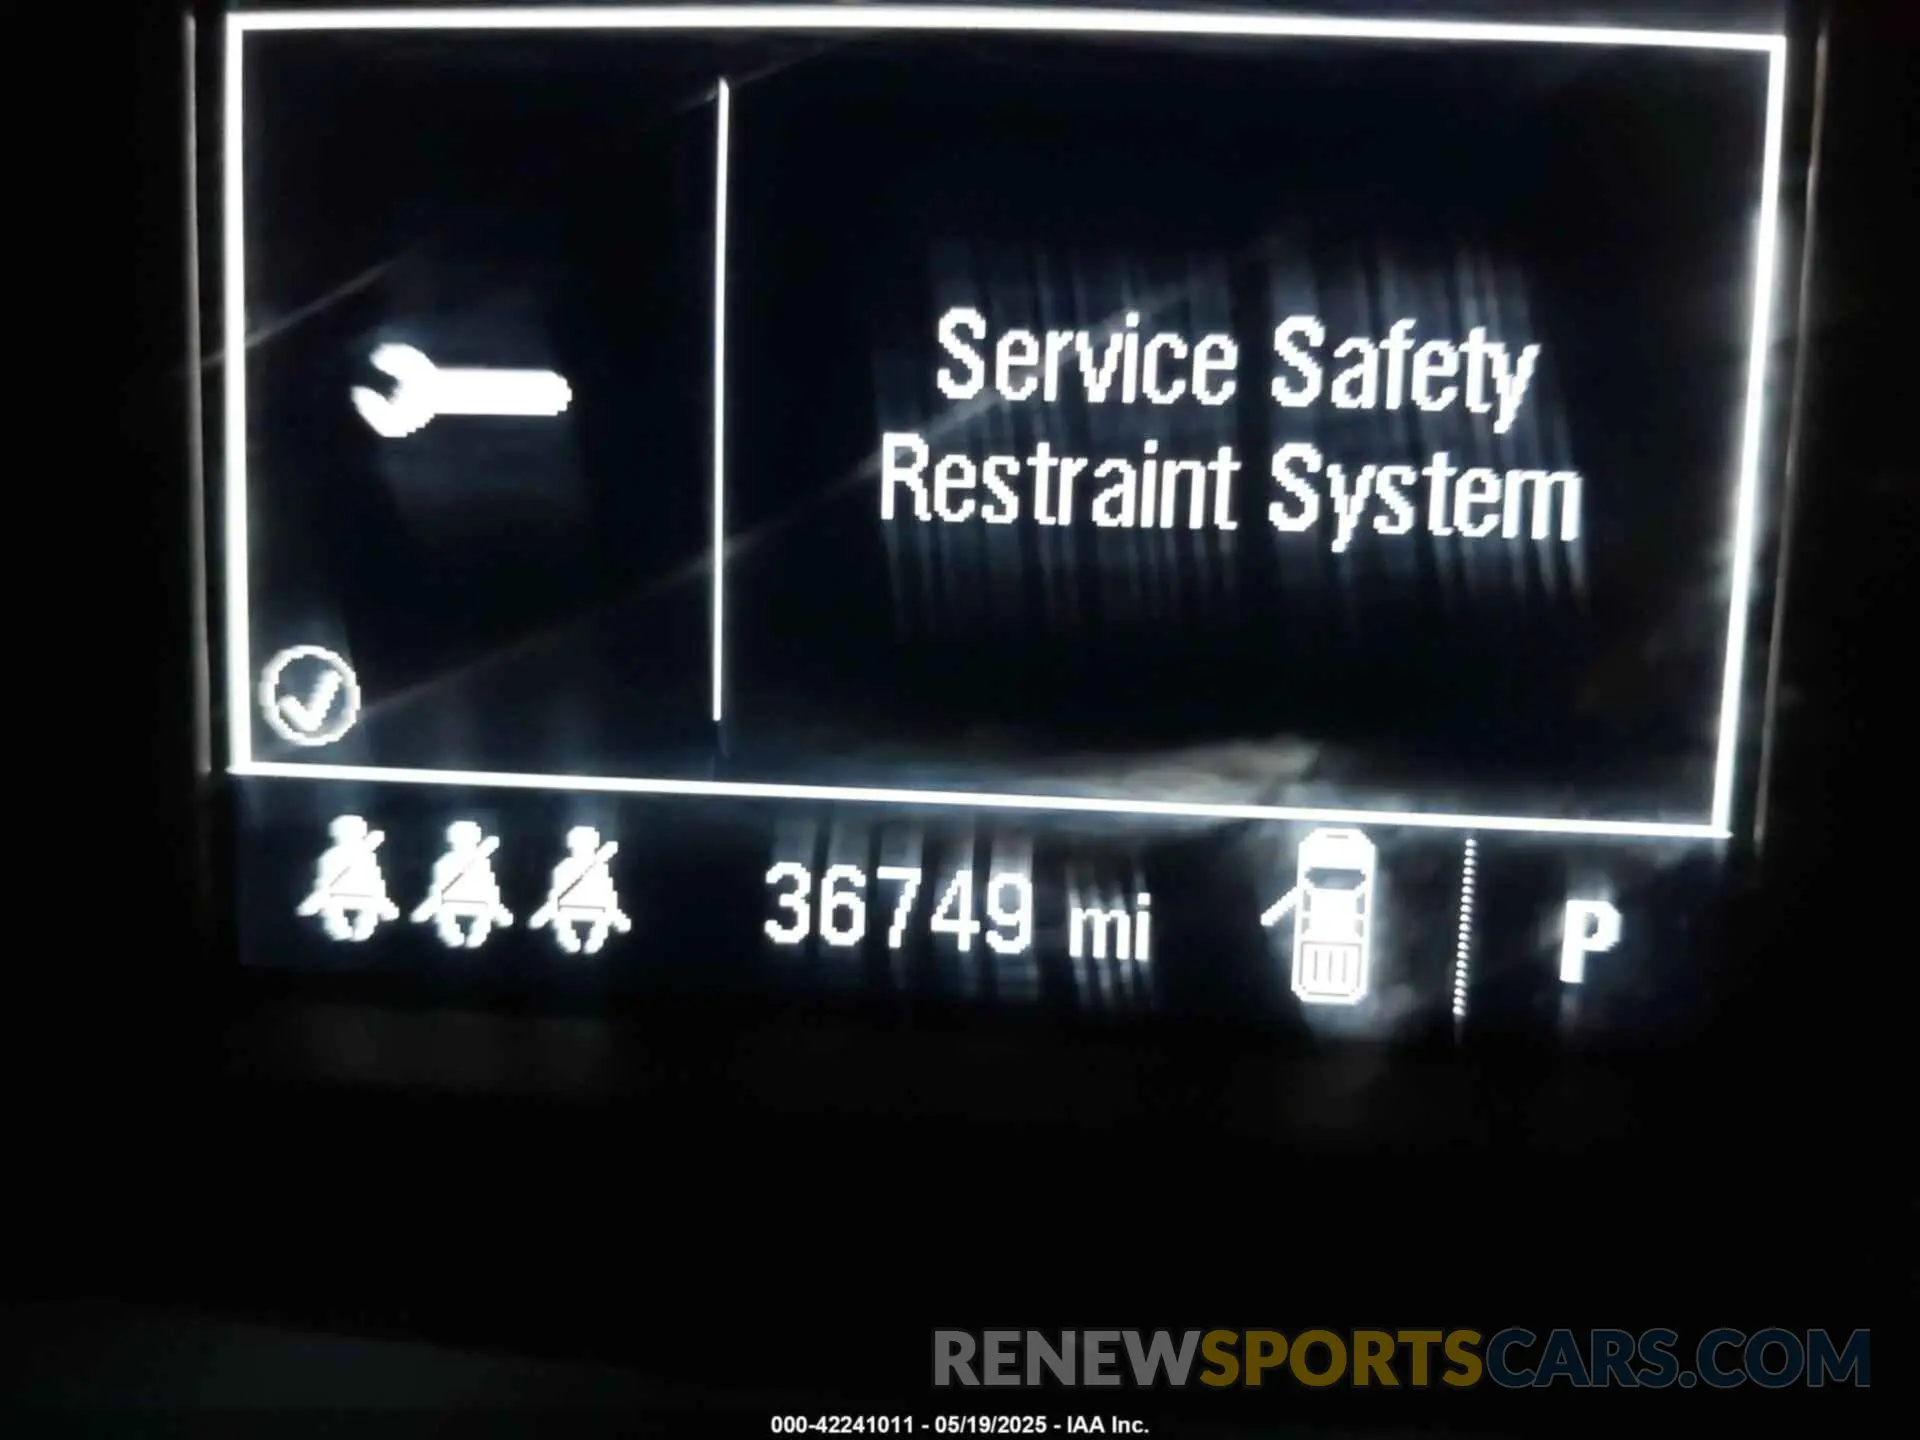 Service Safety
Restraint System
36749 mi
P
RENEWSPORTSCARS.COM
000-42241011 - 05/19/2025 - IAA Inc.